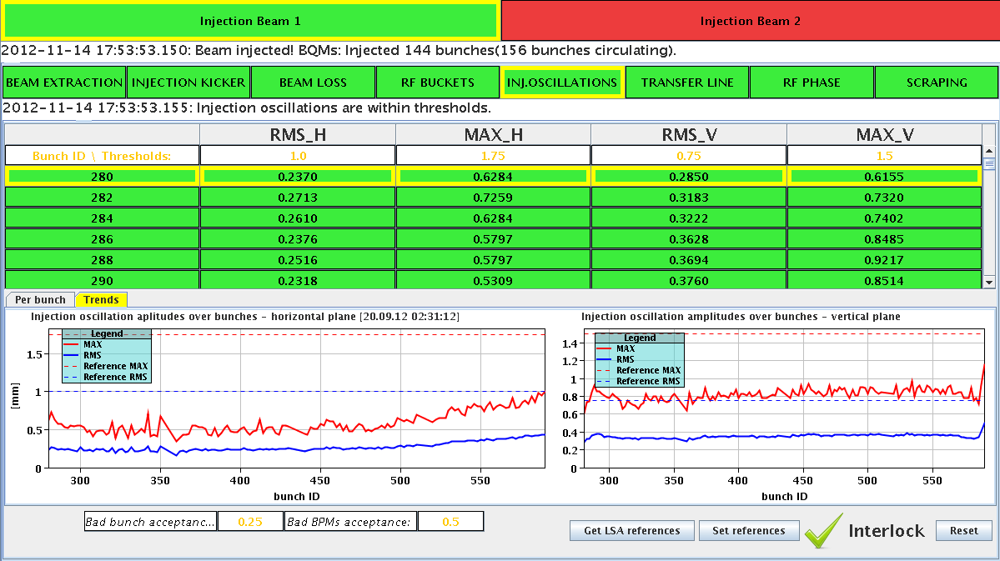 Injection Beam 1 Injection Beam 2
2012-11-14 17:53:53.150: Beam injected! BQMs: Injected 144 bunches(156 bunches circulating).
BEAM EXTRACTION INJECTION KICKER BEAM LOSS RF BUCKETS INJ.OSCILLATIONS TRANSFER LINE RF PHASE SCRAPING
2012-11-14 17:53:53.155: Injection oscillations are within thresholds.
RMS_H MAX_H RMS_V MAX_V
Bunch ID \ Thresholds: 1.0 1.75 0.75 1.5
280 0.2370 0.6284 0.2850 0.6155
282 0.2713 0.7259 0.3183 0.7320
284 0.2610 0.6284 0.3222 0.7402
286 0.2376 0.5797 0.3628 0.8485
288 0.2516 0.5797 0.3694 0.9217
290 0.2318 0.5309 0.3760 0.8514
Per bunch Trends
Injection oscillation aplitudes over bunches - horizontal plane [20.09.12 02:31:12]
Legend
MAX
RMS
Reference MAX
Reference RMS
[mm]
1.5
1
0.5
0
300 350 400 450 500 550
bunch ID
Injection oscillation amplitudes over bunches - vertical plane
Legend
MAX
RMS
Reference MAX
Reference RMS
1.4
1.2
1
0.8
0.6
0.4
0.2
0
300 350 400 450 500 550
bunch ID
Bad bunch acceptanc... 0.25 Bad BPMs acceptance: 0.5
Get LSA references Set references Interlock Reset